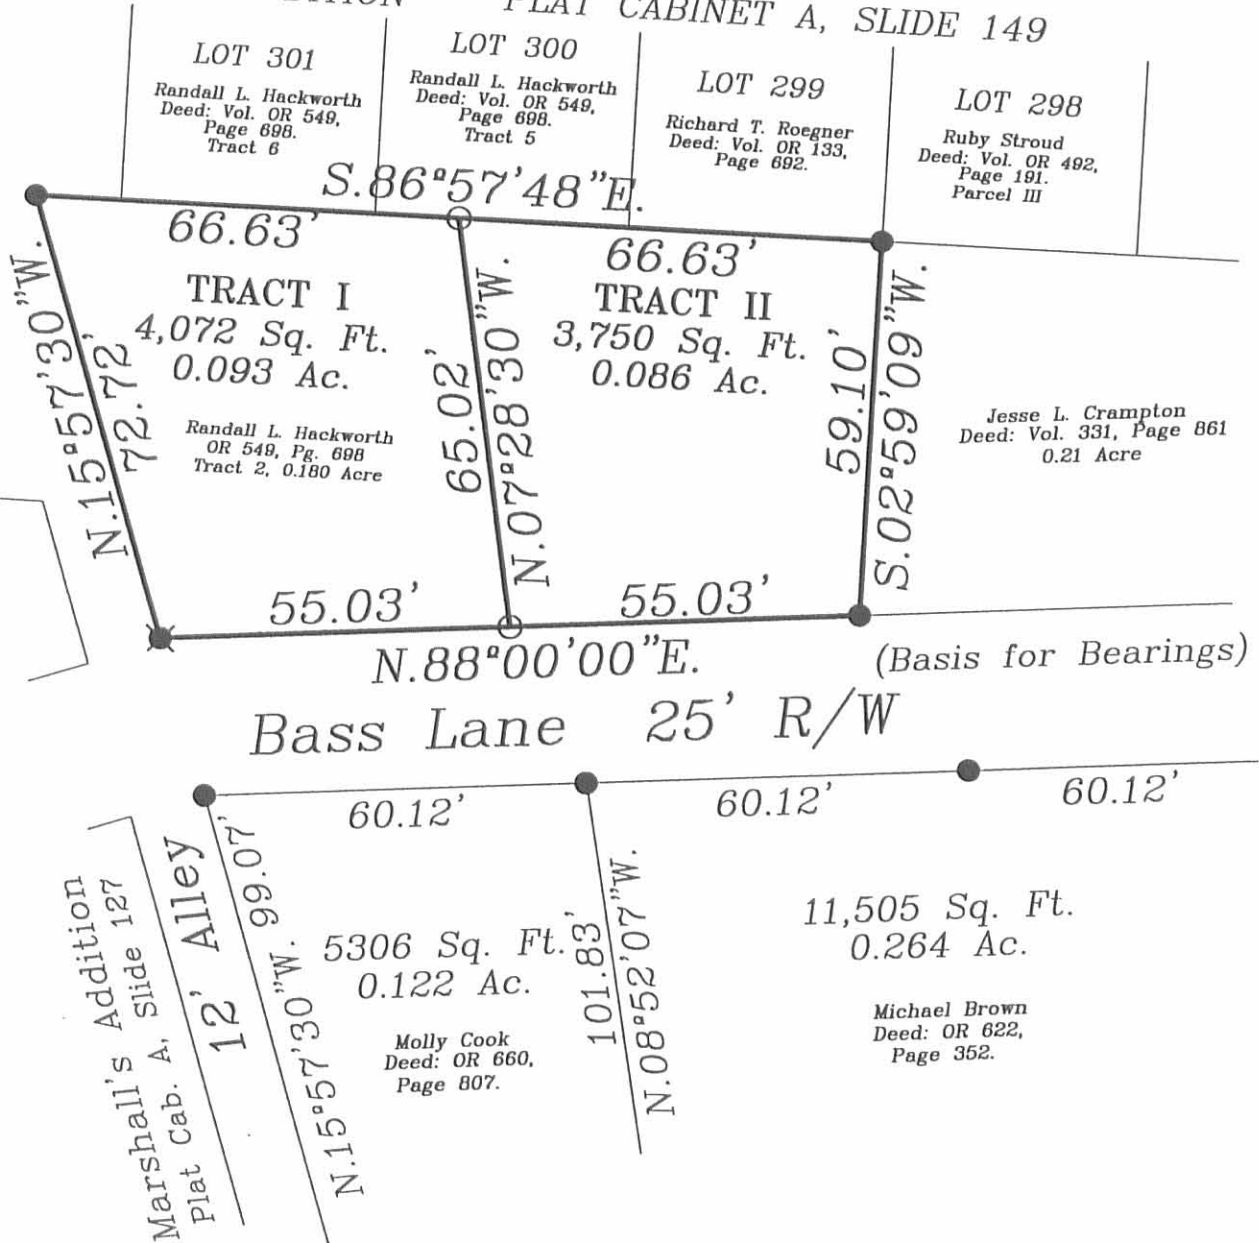 PLAT CABINET A, SLIDE 149
LOT 301
Randall L. Hackworth
Deed: Vol. OR 549,
Page 698.
Tract 6
LOT 300
Randall L. Hackworth
Deed: Vol. OR 549,
Page 698.
Tract 5
LOT 299
Richard T. Roegner
Deed: Vol. OR 133,
Page 692.
LOT 298
Ruby Stroud
Deed: Vol. OR 492,
Page 191.
Parcel III
S.86°57'48"E.
66.63'
66.63'
N.15°57'30"W.
72.72'
TRACT I
4,072 Sq. Ft.
0.093 Ac.
Randall L. Hackworth
OR 549, Pg. 698
Tract 2, 0.180 Acre
65.02'
N.07°28'30"W.
TRACT II
3,750 Sq. Ft.
0.086 Ac.
59.10'
S.02°59'09"W.
Jesse L. Crampton
Deed: Vol. 331, Page 861
0.21 Acre
55.03'
55.03'
N.88°00'00"E.
(Basis for Bearings)
Bass Lane 25' R/W
60.12'
60.12'
60.12'
Marshall's Addition
Plat Cab. A, Slide 127
12' Alley
N.15°57'30"W. 99.07'
5306 Sq. Ft.
0.122 Ac.
Molly Cook
Deed: OR 660,
Page 807.
101.83'
N.08°52'07"W.
11,505 Sq. Ft.
0.264 Ac.
Michael Brown
Deed: OR 622,
Page 352.